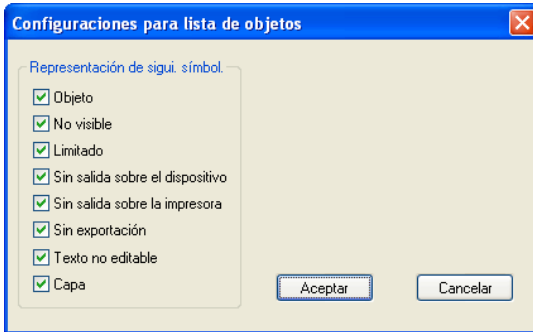 Configuraciones para lista de objetos
Representación de sigui. símbol.
Objeto
No visible
Limitado
Sin salida sobre el dispositivo
Sin salida sobre la impresora
Sin exportación
Texto no editable
Capa
Aceptar
Cancelar